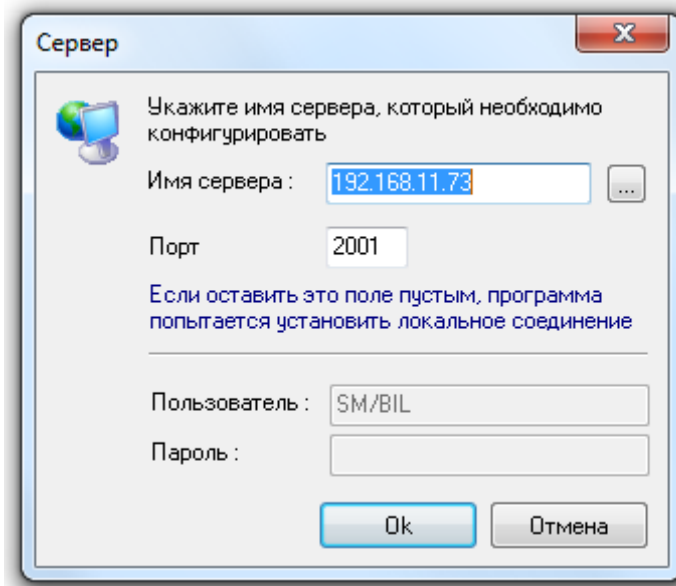 Сервер
Укажите имя сервера, который необходимо
конфигурировать
Имя сервера : 192.168.11.73 ...
Порт 2001
Если оставить это поле пустым, программа
попытается установить локальное соединение
Пользователь : SM/BIL
Пароль :
Ok Отмена